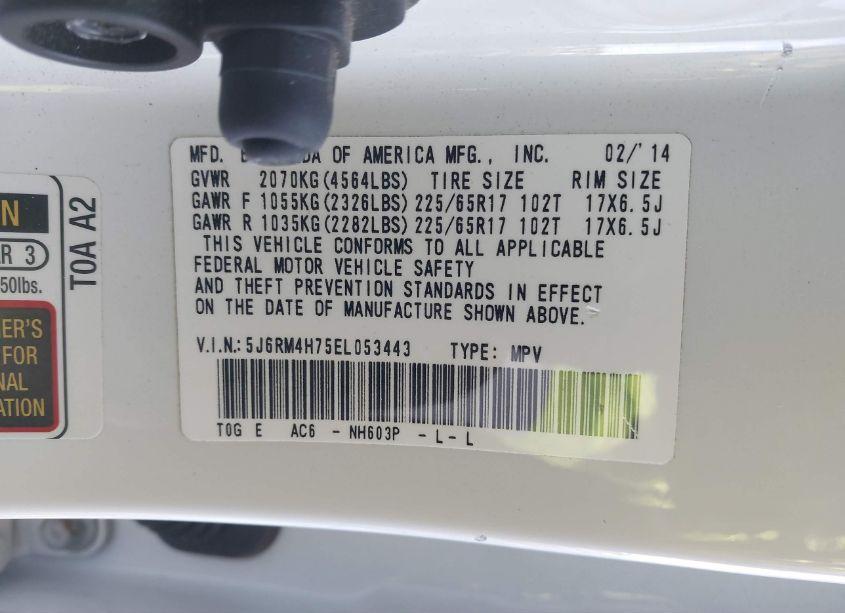 MFD. B DA OF AMERICA MFG., INC. 02/'14
GVWR 2070KG(4564LBS) TIRE SIZE RIM SIZE
GAWR F 1055KG(2326LBS) 225/65R17 102T 17X6.5J
GAWR R 1035KG(2282LBS) 225/65R17 102T 17X6.5J
THIS VEHICLE CONFORMS TO ALL APPLICABLE
FEDERAL MOTOR VEHICLE SAFETY
AND THEFT PREVENTION STANDARDS IN EFFECT
ON THE DATE OF MANUFACTURE SHOWN ABOVE.
V.I.N.: 5J6RM4H75EL053443 TYPE: MPV
T0G E AC6 - NH603P - L - L
N
AR 3
50lbs.
ER'S
FOR
NAL
ATION
T0A A2